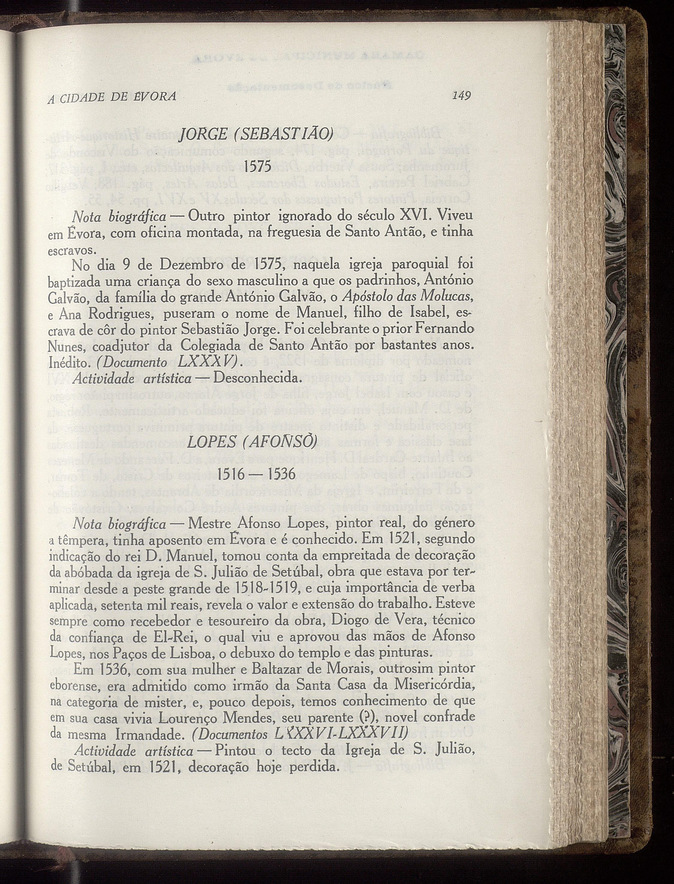 A CIDADE DE ÉVORA 149
JORGE (SEBASTIÃO)
1575
Nota biográfica — Outro pintor ignorado do século XVI. Viveu
em Évora, com oficina montada, na freguesia de Santo Antão, e tinha
escravos.
No dia 9 de Dezembro de 1575, naquela igreja paroquial foi
baptizada uma criança do sexo masculino a que os padrinhos, António
Galvão, da família do grande António Galvão, o Apóstolo das Molucas,
e Ana Rodrigues, puseram o nome de Manuel, filho de Isabel, es-
crava de côr do pintor Sebastião Jorge. Foi celebrante o prior Fernando
Nunes, coadjutor da Colegiada de Santo Antão por bastantes anos.
Inédito. (Documento LXXXV).
Actividade artística — Desconhecida.
LOPES (AFONSO)
1516 — 1536
Nota biográfica — Mestre Afonso Lopes, pintor real, do género
a têmpera, tinha aposento em Évora e é conhecido. Em 1521, segundo
indicação do rei D. Manuel, tomou conta da empreitada de decoração
da abóbada da igreja de S. Julião de Setúbal, obra que estava por ter-
minar desde a peste grande de 1518-1519, e cuja importância de verba
aplicada, setenta mil reais, revela o valor e extensão do trabalho. Esteve
sempre como recebedor e tesoureiro da obra, Diogo de Vera, técnico
da confiança de El-Rei, o qual viu e aprovou das mãos de Afonso
Lopes, nos Paços de Lisboa, o debuxo do templo e das pinturas.
Em 1536, com sua mulher e Baltazar de Morais, outrosim pintor
eborense, era admitido como irmão da Santa Casa da Misericórdia,
na categoria de mister, e, pouco depois, temos conhecimento de que
em sua casa vivia Lourenço Mendes, seu parente (?), novel confrade
da mesma Irmandade. (Documentos LXXXVI-LXXXVII)
Actividade artística — Pintou o tecto da Igreja de S. Julião,
de Setúbal, em 1521, decoração hoje perdida.